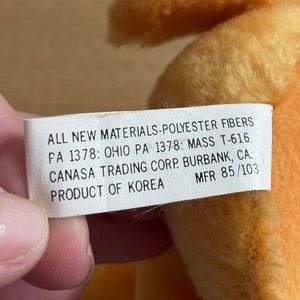 ALL NEW MATERIALS-POLYESTER FIBERS
PA 1378: OHIO PA 1378: MASS T-616
CANASA TRADING CORP. BURBANK, CA.
PRODUCT OF KOREA MFR 85/103